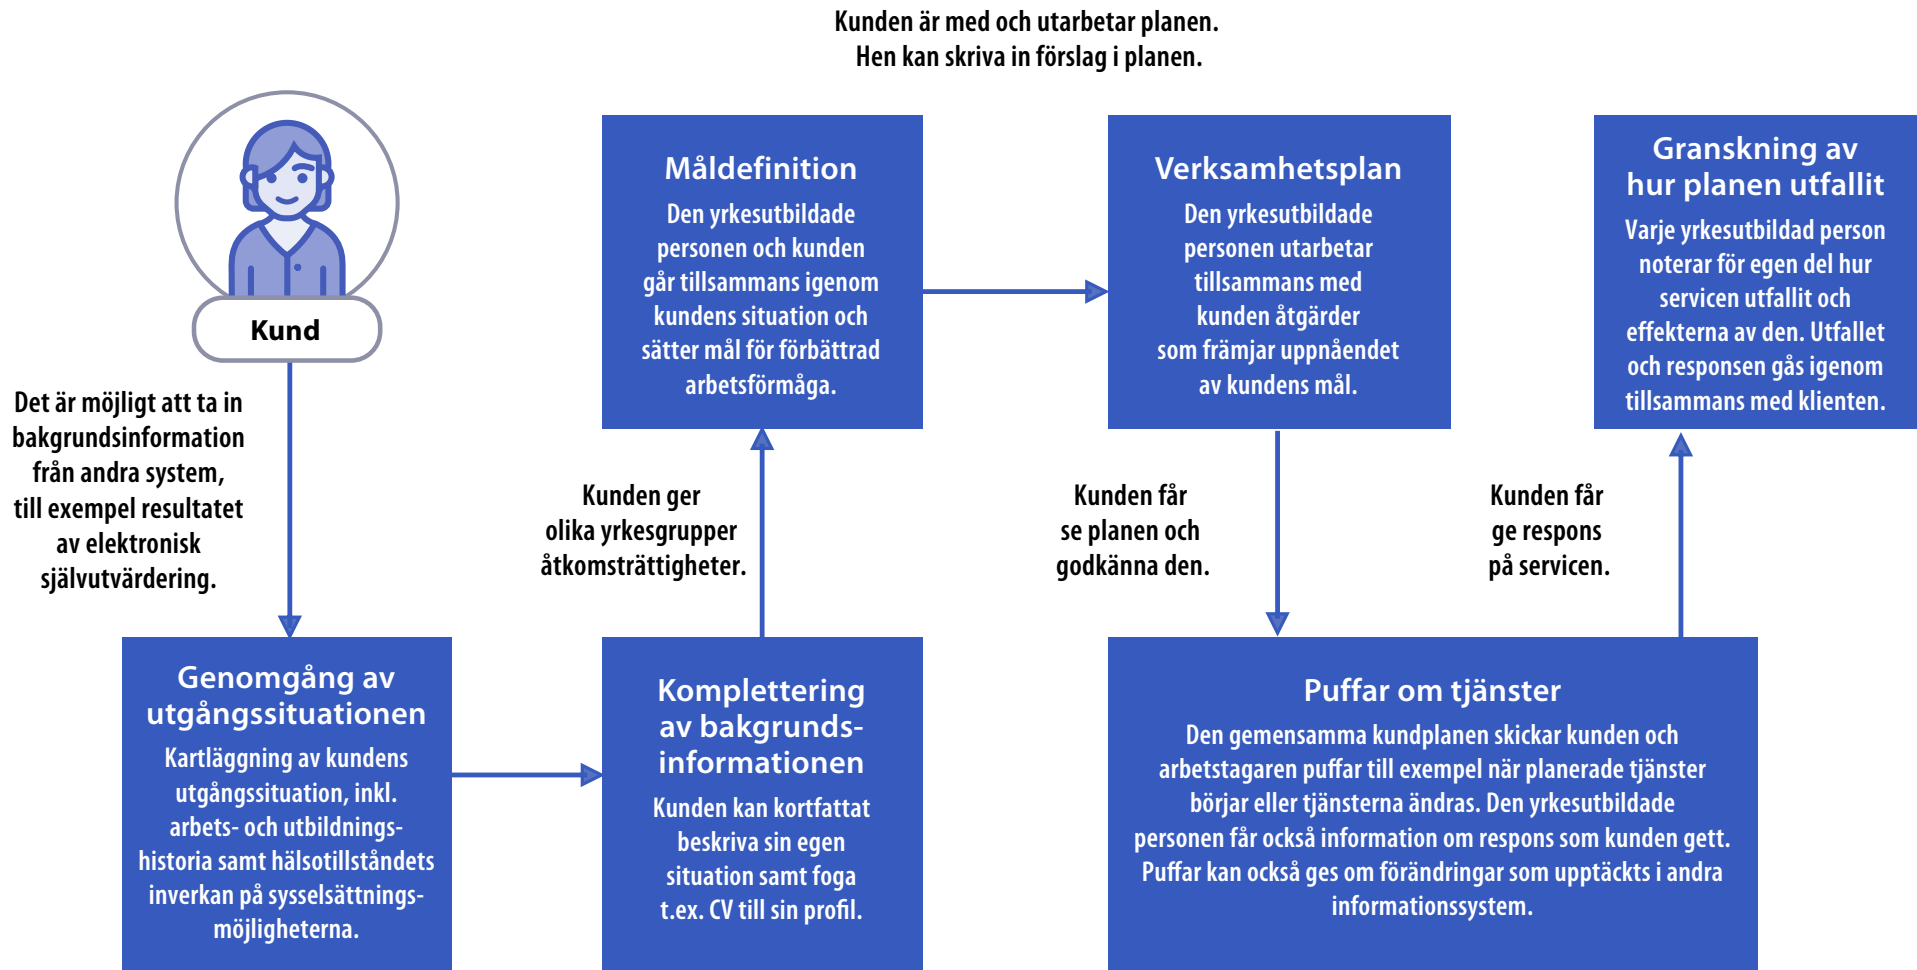 Kunden är med och utarbetar planen.
Hen kan skriva in förslag i planen.
Kund
Det är möjligt att ta in
bakgrundsinformation
från andra system,
till exempel resultatet
av elektronisk
självutvärdering.
Genomgång av
utgångssituationen
Kartläggning av kundens
utgångssituation, inkl.
arbets- och utbildnings-
historia samt hälsotillståndets
inverkan på sysselsättnings-
möjligheterna.
Komplettering
av bakgrunds-
informationen
Kunden kan kortfattat
beskriva sin egen
situation samt foga
t.ex. CV till sin profil.
Kunden ger
olika yrkesgrupper
åtkomsträttigheter.
Måldefinition
Den yrkesutbildade
personen och kunden
går tillsammans igenom
kundens situation och
sätter mål för förbättrad
arbetsförmåga.
Verksamhetsplan
Den yrkesutbildade
personen utarbetar
tillsammans med
kunden åtgärder
som främjar uppnåendet
av kundens mål.
Kunden får
se planen och
godkänna den.
Puffar om tjänster
Den gemensamma kundplanen skickar kunden och
arbetstagaren puffar till exempel när planerade tjänster
börjar eller tjänsterna ändras. Den yrkesutbildade
personen får också information om respons som kunden gett.
Puffar kan också ges om förändringar som upptäckts i andra
informationssystem.
Kunden får
ge respons
på servicen.
Granskning av
hur planen utfallit
Varje yrkesutbildad person
noterar för egen del hur
servicen utfallit och
effekterna av den. Utfallet
och responsen gås igenom
tillsammans med klienten.